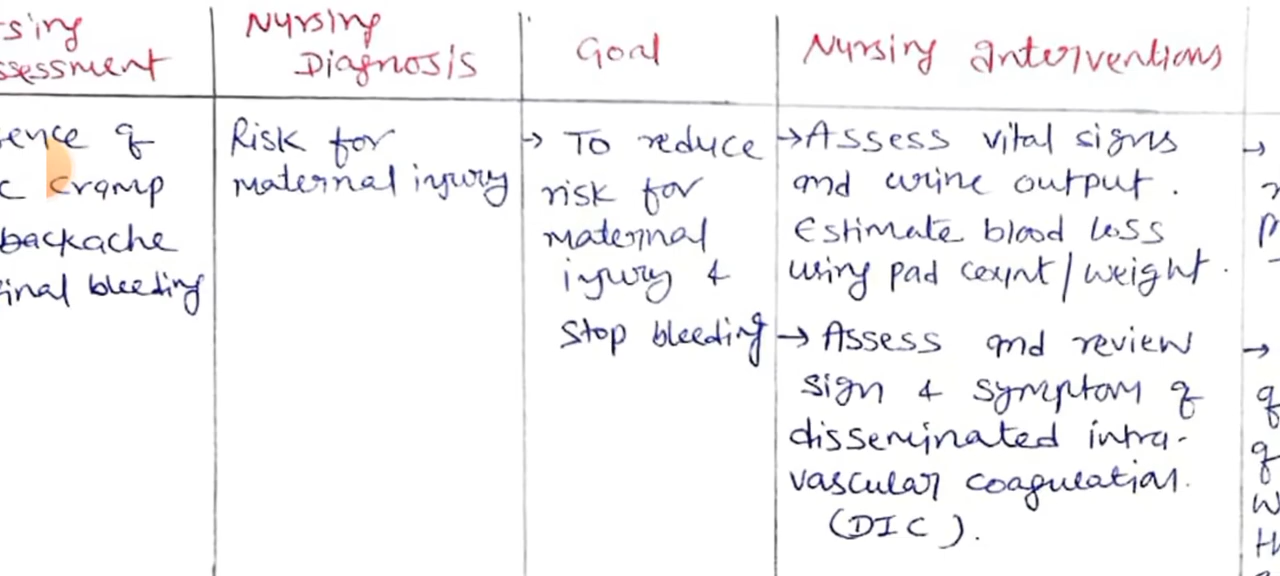 sing
ssessment
Nursing
Diagnosis
Goal
Nursing Interventions
ence of
c cramp
backache
inal bleeding
Risk for
maternal injury
→ To reduce
risk for
maternal
injury &
stop bleeding
→ Assess vital signs
and urine output.
Estimate blood loss
using pad count/weight.
→ Assess and review
sign & symptom of
disseminated intra-
vascular coagulation.
(DIC).